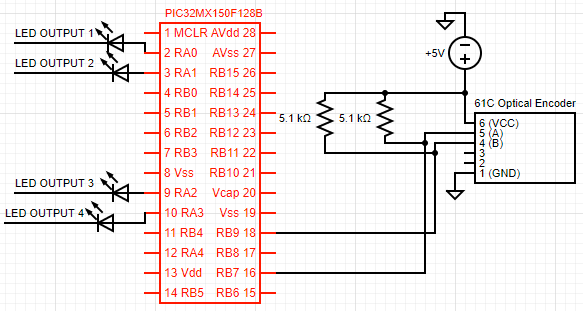 PIC32MX150F128B
LED OUTPUT 1
LED OUTPUT 2
LED OUTPUT 3
LED OUTPUT 4
1 MCLR AVdd 28
2 RA0 AVss 27
3 RA1 RB15 26
4 RB0 RB14 25
5 RB1 RB13 24
6 RB2 RB12 23
7 RB3 RB11 22
8 Vss RB10 21
9 RA2 Vcap 20
10 RA3 Vss 19
11 RB4 RB9 18
12 RA4 RB8 17
13 Vdd RB7 16
14 RB5 RB6 15
+5V
5.1 kΩ 5.1 kΩ
61C Optical Encoder
6 (VCC)
5 (A)
4 (B)
3
2
1 (GND)